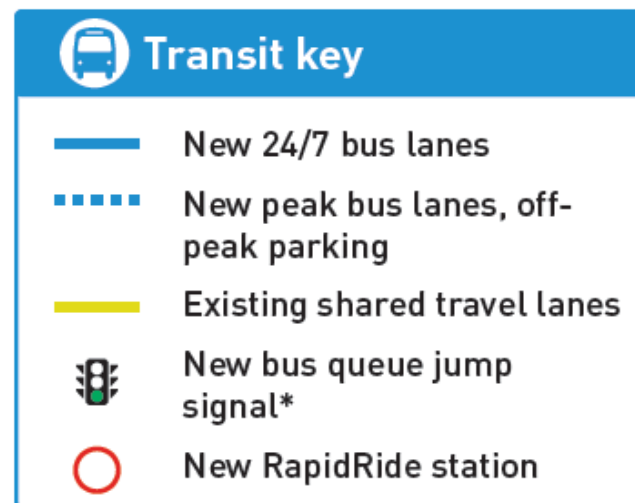 Transit key
New 24/7 bus lanes
New peak bus lanes, off-
peak parking
Existing shared travel lanes
New bus queue jump
signal*
New RapidRide station